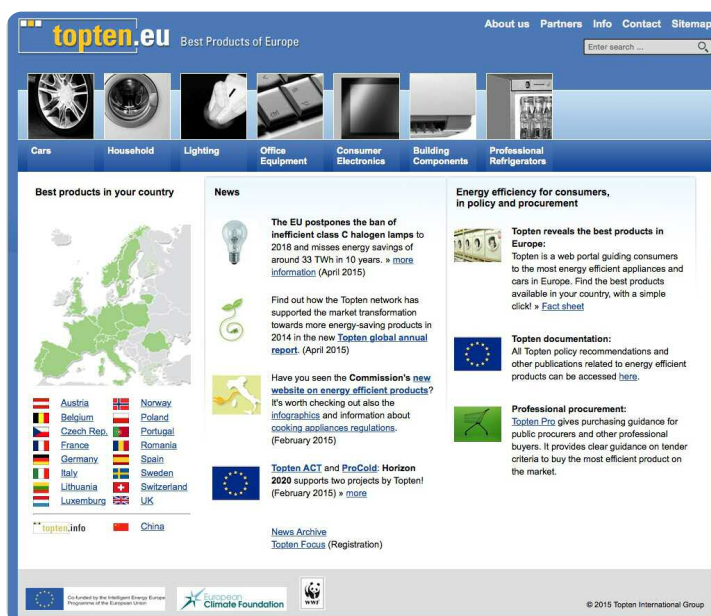 topten.eu Best Products of Europe
About us Partners Info Contact Sitemap
Enter search ...
Cars
Household
Lighting
Office
Equipment
Consumer
Electronics
Building
Components
Professional
Refrigerators
Best products in your country
Austria
Norway
Belgium
Poland
Czech Rep.
Portugal
France
Romania
Germany
Spain
Italy
Sweden
Lithuania
Switzerland
Luxemburg
UK
topten.info
China
News
The EU postpones the ban of
inefficient class C halogen lamps to
2018 and misses energy savings of
around 33 TWh in 10 years. » more
information (April 2015)
Find out how the Topten network has
supported the market transformation
towards more energy-saving products in
2014 in the new Topten global annual
report. (April 2015)
Have you seen the Commission's new
website on energy efficient products?
It's worth checking out also the
infographics and information about
cooking appliances regulations.
(February 2015)
Topten ACT and ProCold: Horizon
2020 supports two projects by Topten!
(February 2015) » more
News Archive
Topten Focus (Registration)
Energy efficiency for consumers,
in policy and procurement
Topten reveals the best products in
Europe:
Topten is a web portal guiding consumers
to the most energy efficient appliances and
cars in Europe. Find the best products
available in your country, with a simple
click! » Fact sheet
Topten documentation:
All Topten policy recommendations and
other publications related to energy efficient
products can be accessed here.
Professional procurement:
Topten Pro gives purchasing guidance for
public procurers and other professional
buyers. It provides clear guidance on tender
criteria to buy the most efficient product on
the market.
Co-funded by the Intelligent Energy Europe
Programme of the European Union
European
Climate Foundation
WWF
© 2015 Topten International Group